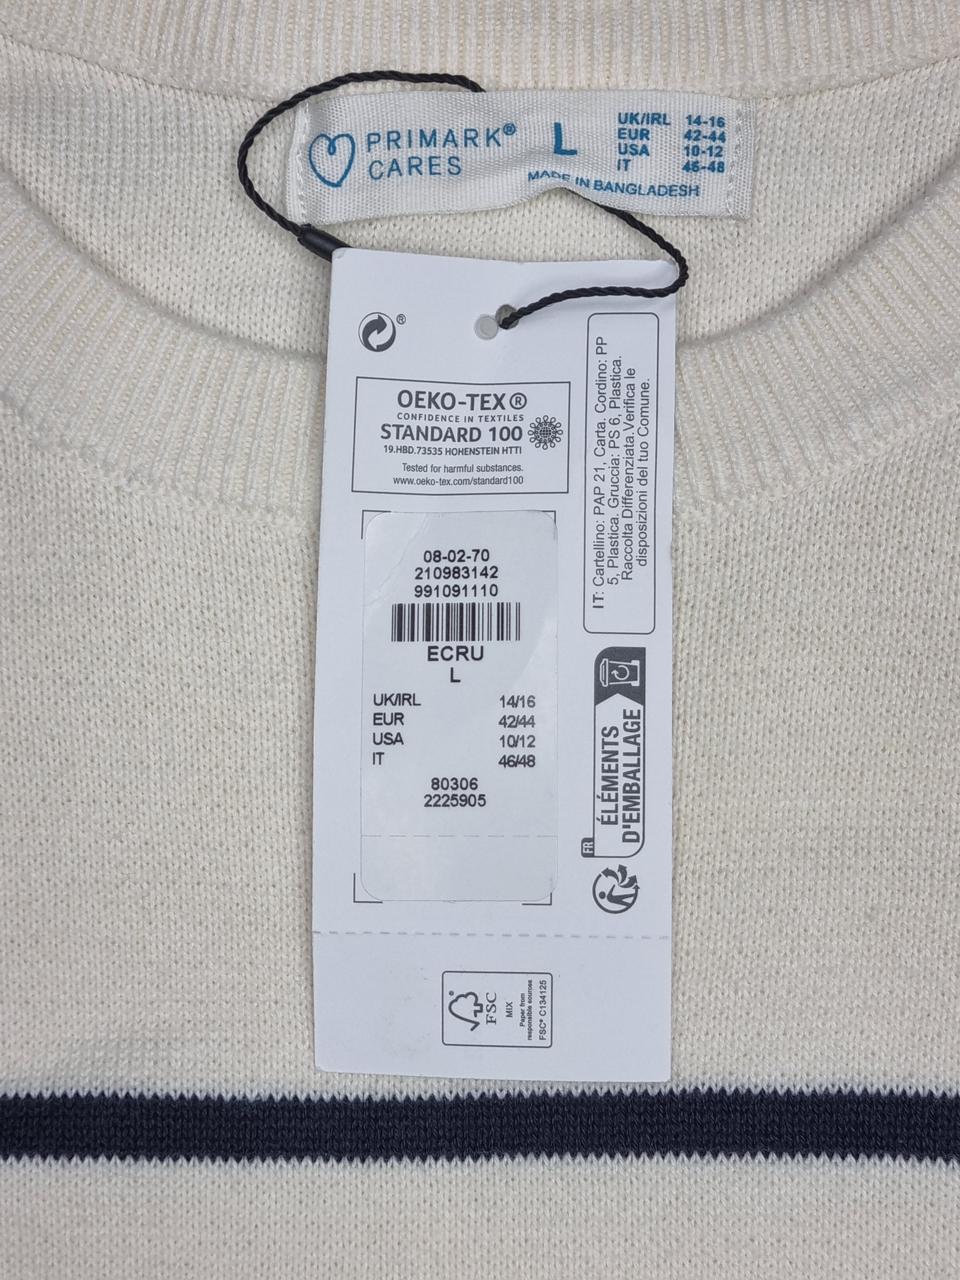 PRIMARK®
CARES
L
UK/IRL 14-16
EUR 42-44
USA 10-12
IT 46-48
MADE IN BANGLADESH
®
OEKO-TEX®
CONFIDENCE IN TEXTILES
STANDARD 100
19.HBD.73535 HOHENSTEIN HTTI
Tested for harmful substances.
www.oeko-tex.com/standard100
IT: Cartellino: PAP 21, Carta. Cordino: PP
5, Plastica. Gruccia: PS 6, Plastica.
Raccolta Differenziata.Verifica le
disposizioni del tuo Comune.
08-02-70
210983142
991091110
ECRU
L
UK/IRL 14/16
EUR 42/44
USA 10/12
IT 46/48
80306
2225905
FR
ÉLÉMENTS
D'EMBALLAGE
®
FSC
MIX
Paper from
responsible sources
FSC® C134125